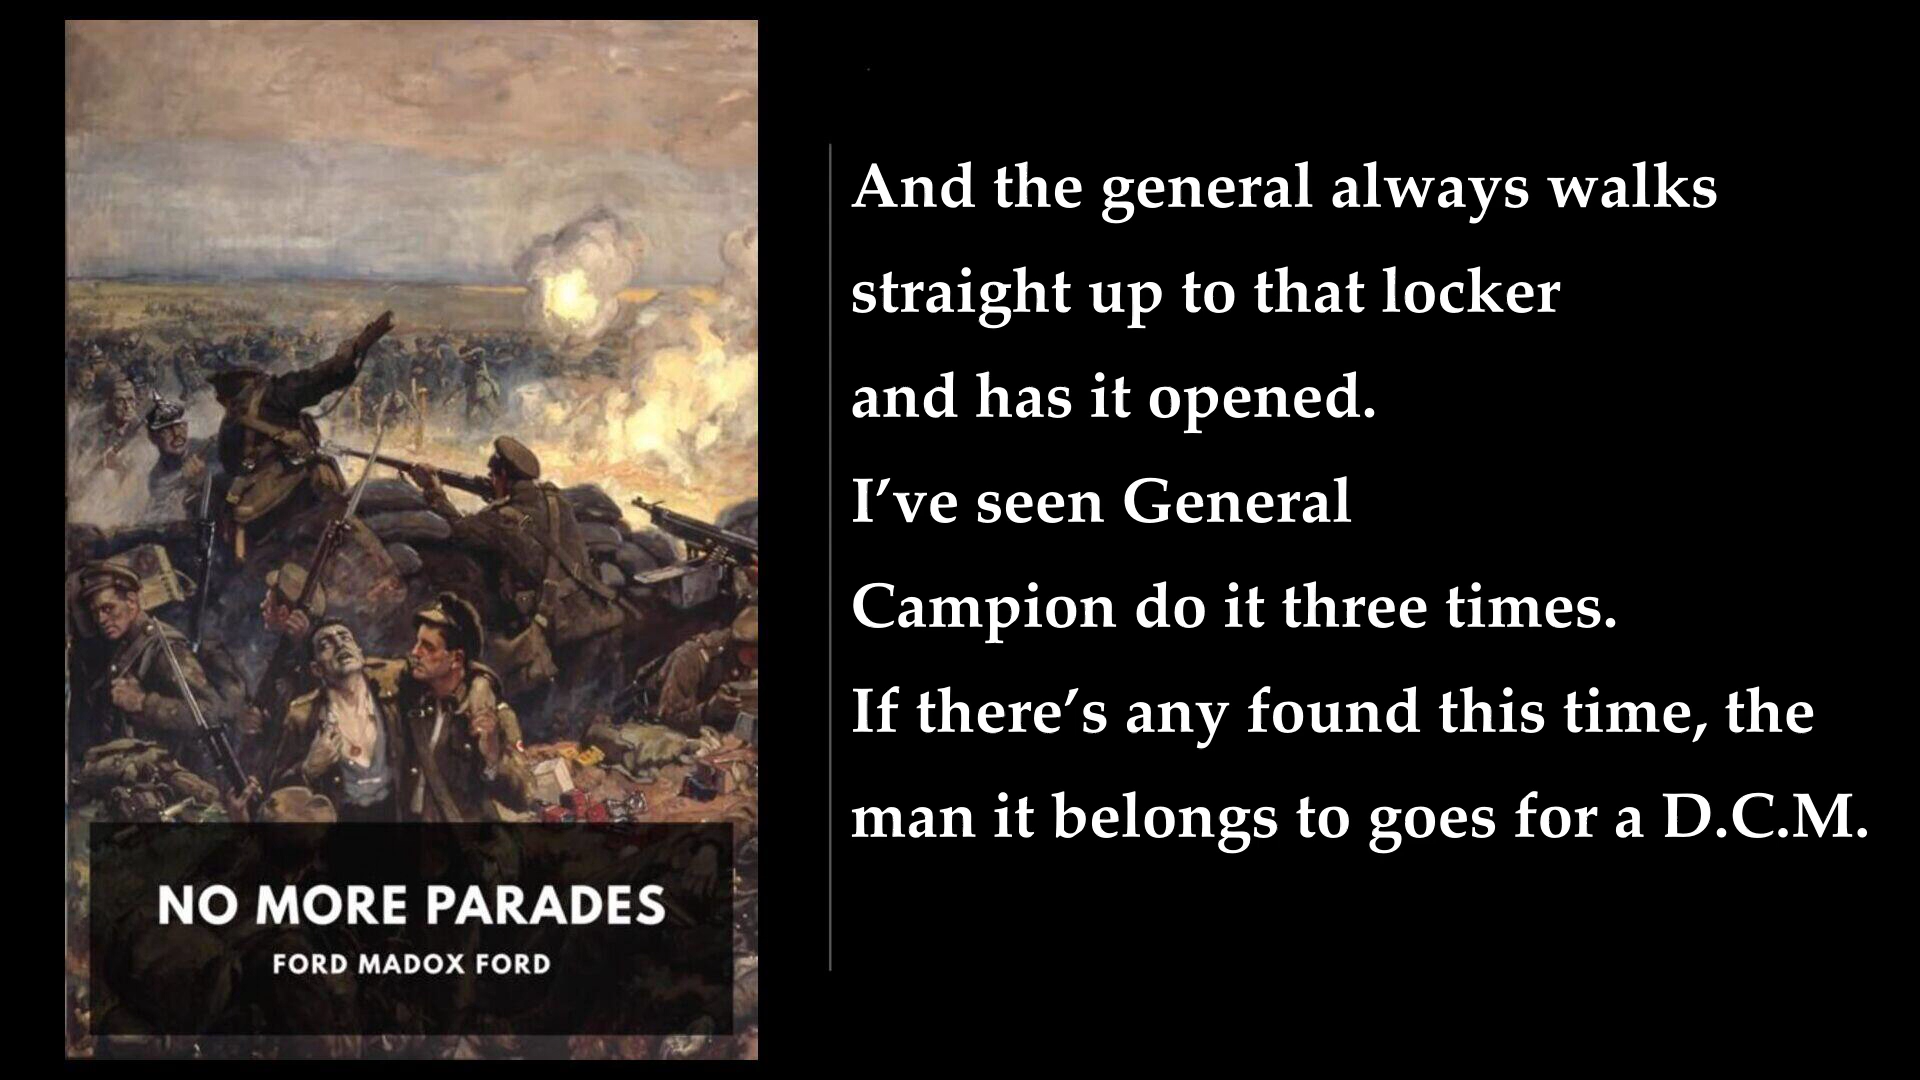 And the general always walks
straight up to that locker
and has it opened.
I’ve seen General
Campion do it three times.
If there’s any found this time, the
man it belongs to goes for a D.C.M.
NO MORE PARADES
FORD MADOX FORD